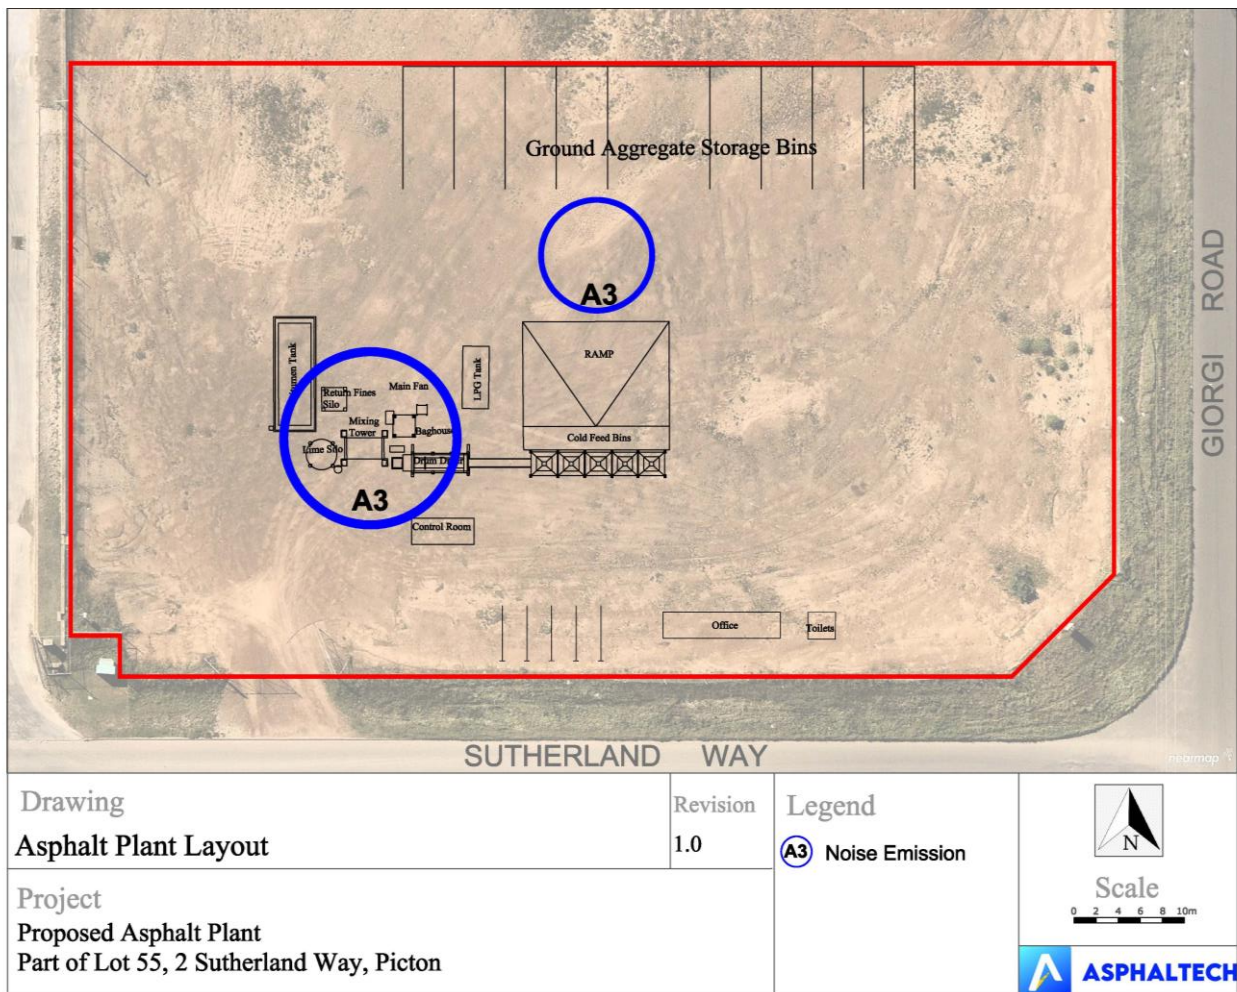 Ground Aggregate Storage Bins
A3
GIORGI ROAD
RAMP
LPG Tank
Main Fan
Return Fines
Silo
Mixing
Tower
Baghouse
Cold Feed Bins
Lime Silo
A3
Control Room
Office
Toilets
SUTHERLAND WAY
nearmap
Drawing
Asphalt Plant Layout
Revision
1.0
Legend
A3 Noise Emission
N
Scale
0 2 4 6 8 10m
Project
Proposed Asphalt Plant
Part of Lot 55, 2 Sutherland Way, Picton
ASPHALTECH